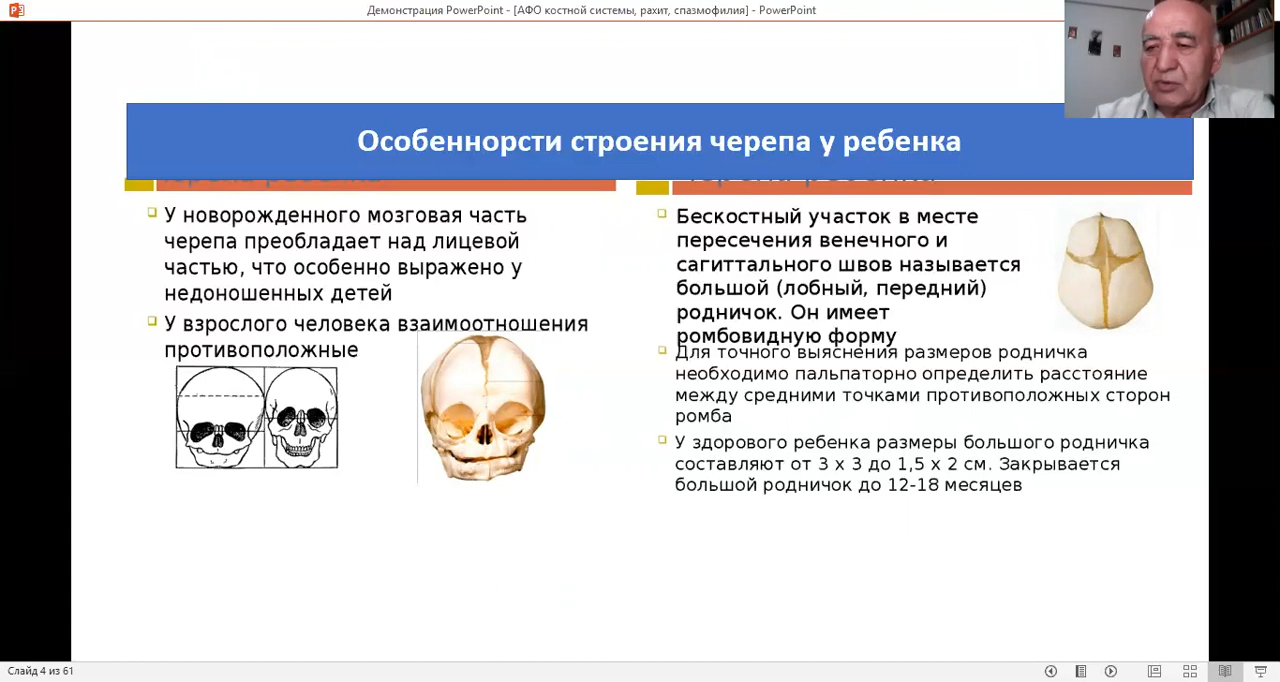 Демонстрация PowerPoint - [АФО костной системы, рахит, спазмофилия] - PowerPoint
Особеннорсти строения черепа у ребенка
У новорожденного мозговая часть
черепа преобладает над лицевой
частью, что особенно выражено у
недоношенных детей
У взрослого человека взаимоотношения
противоположные
Бескостный участок в месте
пересечения венечного и
сагиттального швов называется
большой (лобный, передний)
родничок. Он имеет
ромбовидную форму
Для точного выяснения размеров родничка
необходимо пальпаторно определить расстояние
между средними точками противоположных сторон
ромба
У здорового ребенка размеры большого родничка
составляют от 3 х 3 до 1,5 х 2 см. Закрывается
большой родничок до 12-18 месяцев
Слайд 4 из 61